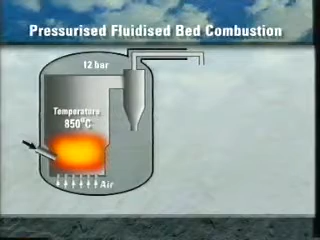 Pressurised Fluidised Bed Combustion
12 bar
Temperature
850°C
Air